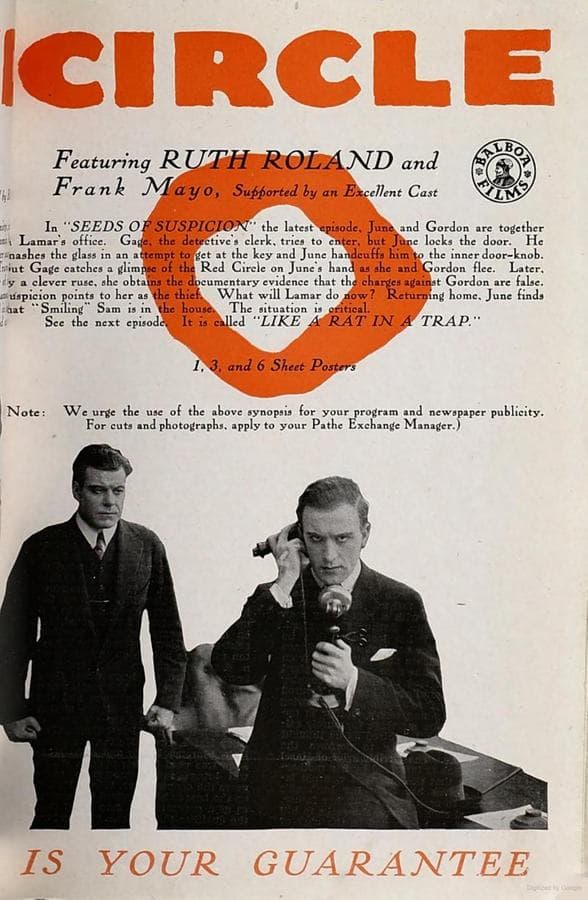 CIRCLE
Featuring RUTH ROLAND and
Frank Mayo, Supported by an Excellent Cast
BALBOA
FILMS
In "SEEDS OF SUSPICION" the latest episode, June and Gordon are together
Lamar's office. Gage, the detective's clerk, tries to enter, but June locks the door. He
mashes the glass in an attempt to get at the key and June handcuffs him to the inner door-knob.
but Gage catches a glimpse of the Red Circle on June's hand as she and Gordon flee. Later,
y a clever ruse, she obtains the documentary evidence that the charges against Gordon are false.
uspicion points to her as the thief. What will Lamar do now? Returning home, June finds
hat "Smiling" Sam is in the house. The situation is critical.
See the next episode. It is called "LIKE A RAT IN A TRAP."
1, 3, and 6 Sheet Posters
Note: We urge the use of the above synopsis for your program and newspaper publicity.
For cuts and photographs, apply to your Pathe Exchange Manager.)
IS YOUR GUARANTEE
Digitized by Google